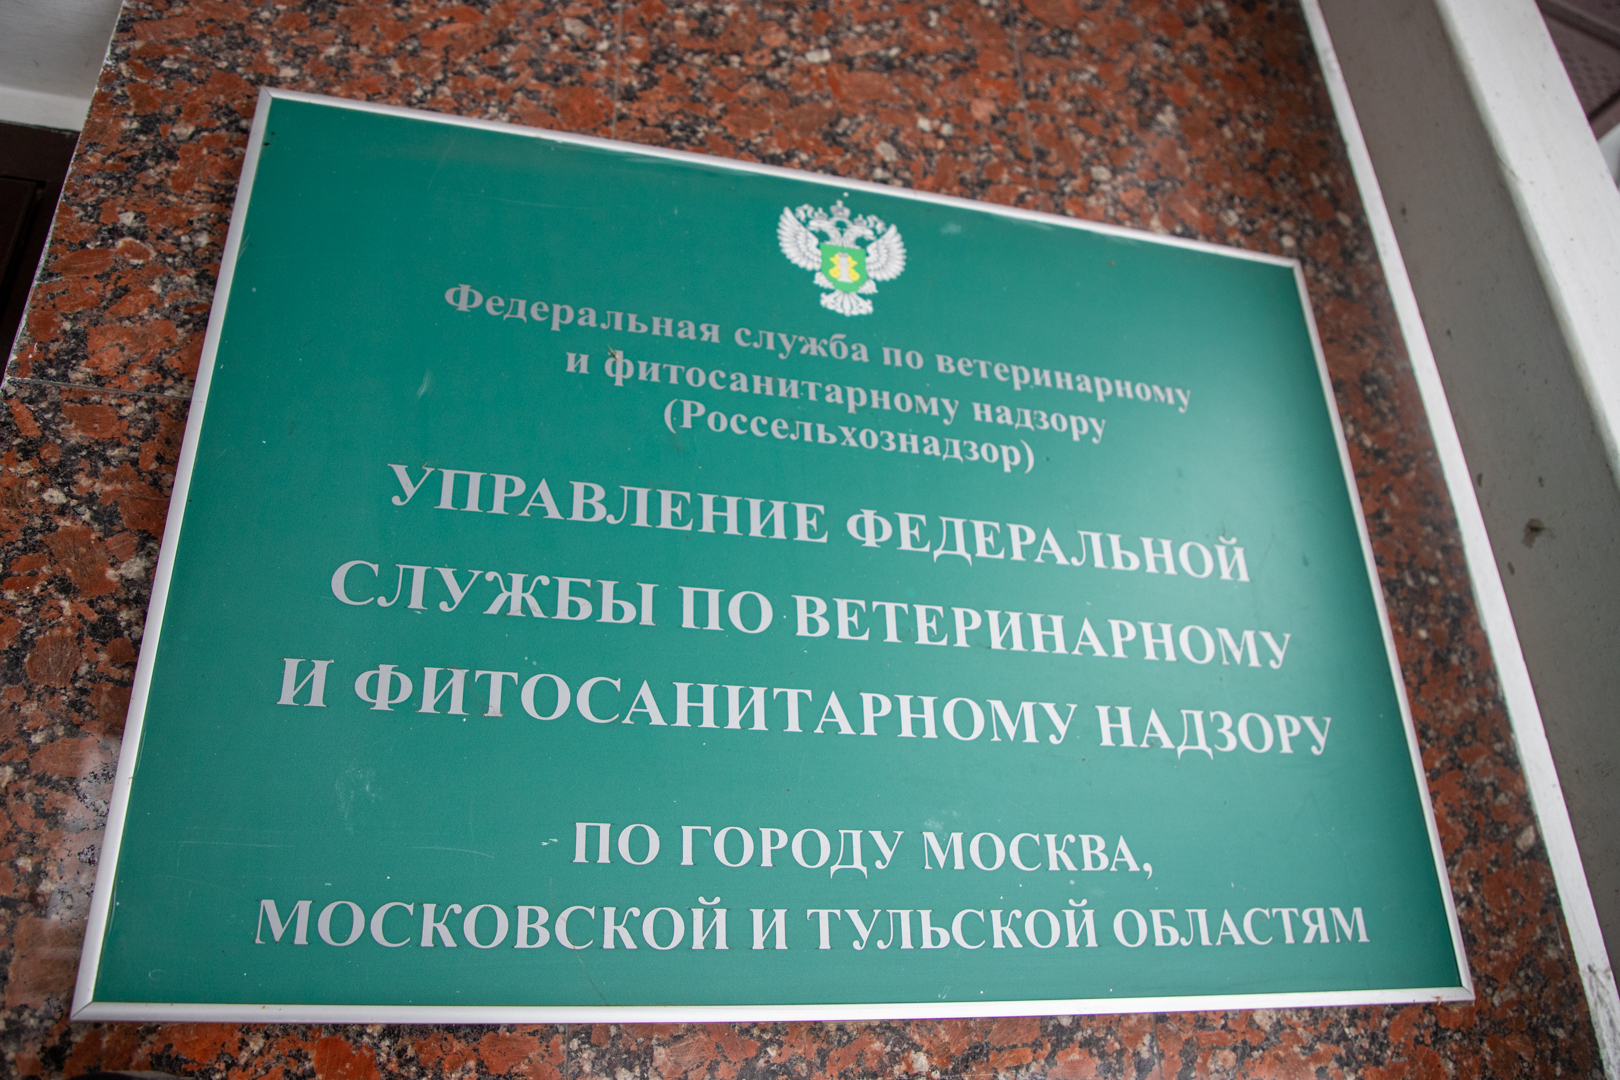 Федеральная служба по ветеринарному
и фитосанитарному надзору
(Россельхознадзор)
УПРАВЛЕНИЕ ФЕДЕРАЛЬНОЙ
СЛУЖБЫ ПО ВЕТЕРИНАРНОМУ
И ФИТОСАНИТАРНОМУ НАДЗОРУ
ПО ГОРОДУ МОСКВА,
МОСКОВСКОЙ И ТУЛЬСКОЙ ОБЛАСТЯМ